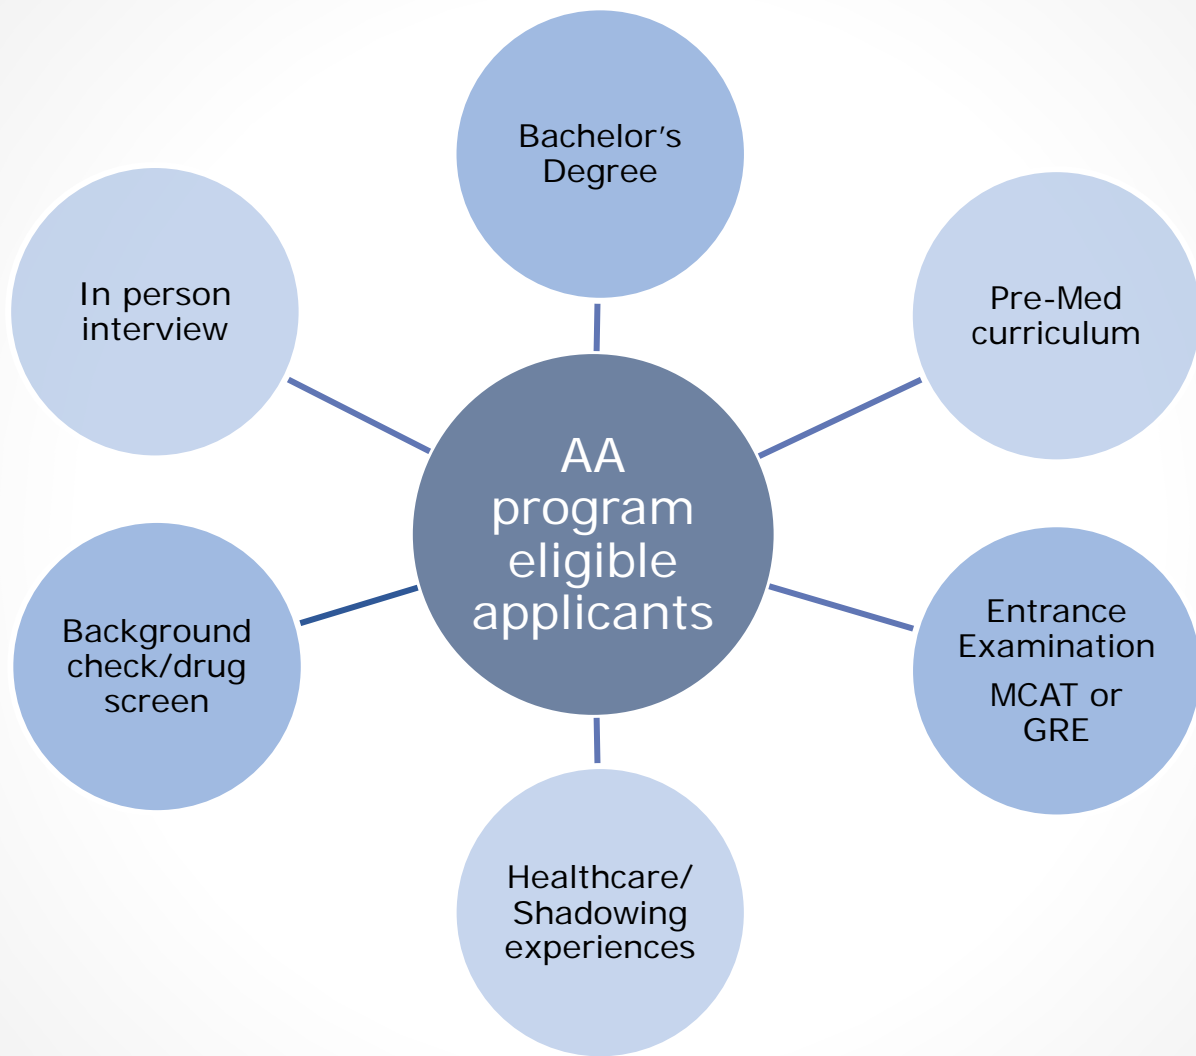 Bachelor's
Degree
In person
interview
Pre-Med
curriculum
AA
program
eligible
applicants
Background
check/drug
screen
Entrance
Examination
MCAT or
GRE
Healthcare/
Shadowing
experiences